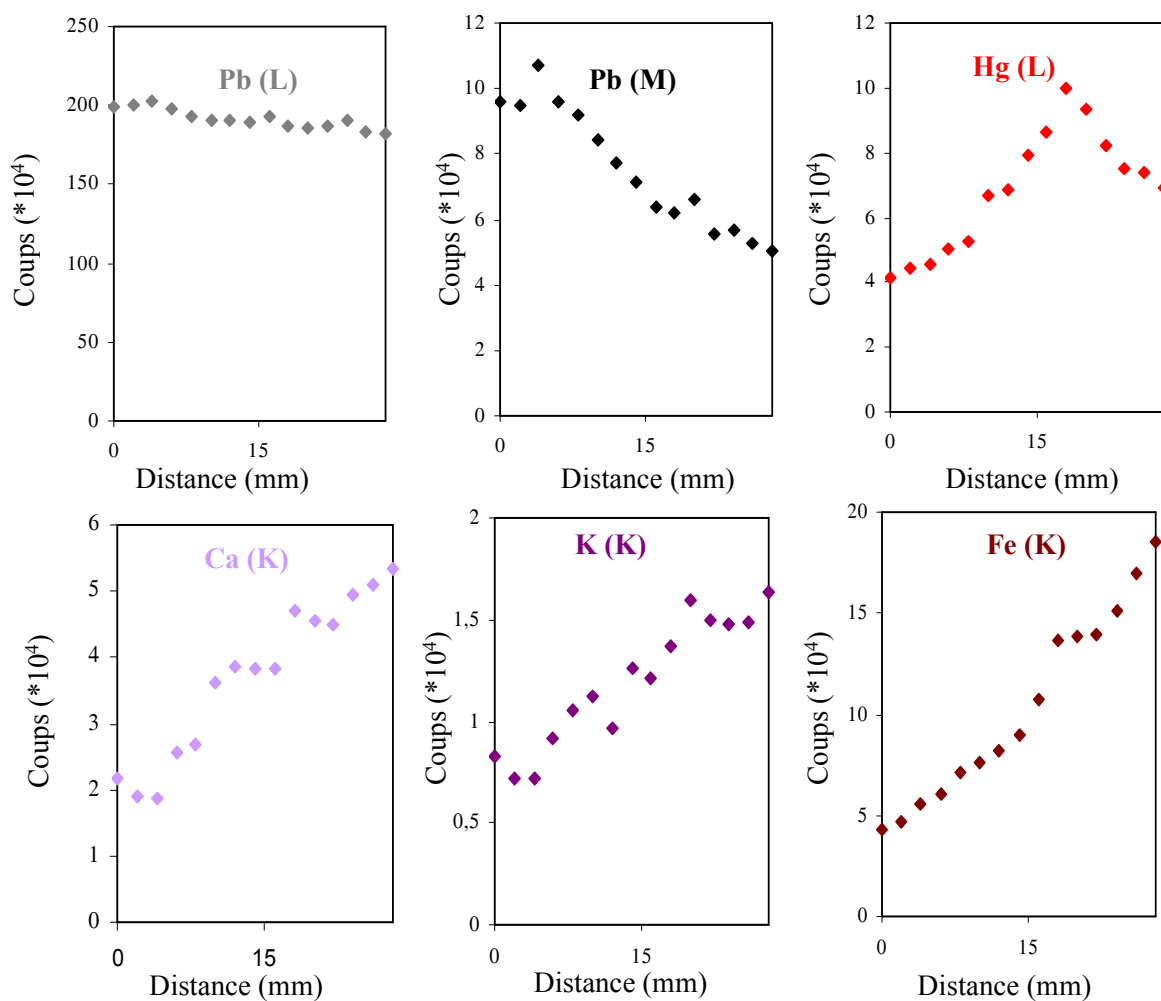 Pb (L)
Coups (*10⁴)
250
200
150
100
50
0
0
15
Distance (mm)
Pb (M)
Coups (*10⁴)
12
10
8
6
4
2
0
0
15
Distance (mm)
Hg (L)
Coups (*10⁴)
12
10
8
6
4
2
0
0
15
Distance (mm)
Ca (K)
Coups (*10⁴)
6
5
4
3
2
1
0
0
15
Distance (mm)
K (K)
Coups (*10⁴)
2
1,5
1
0,5
0
0
15
Distance (mm)
Fe (K)
Coups (*10⁴)
20
15
10
5
0
0
15
Distance (mm)